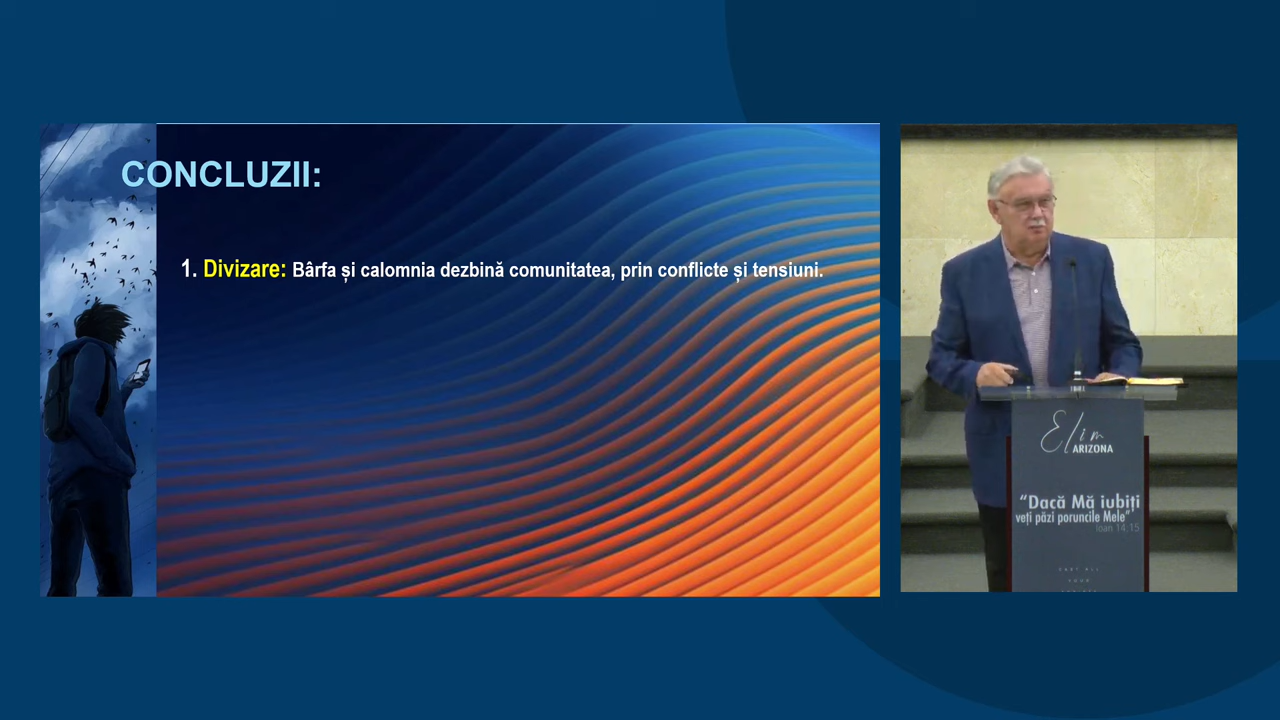 CONCLUZII:
1. Divizare: Bârfa și calomnia dezbină comunitatea, prin conflicte și tensiuni.
Elim
ARIZONA
“Dacă Mă iubiți
veți păzi poruncile Mele”
Ioan 14:15